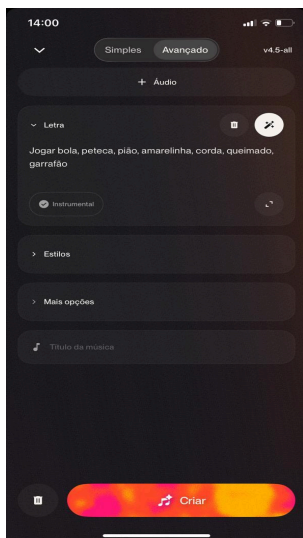 14:00
Simples Avançado v4.5-all
+ Áudio
Letra
Jogar bola, peteca, pião, amarelinha, corda, queimado,
garrafão
Instrumental
Estilos
Mais opções
Título da música
Criar